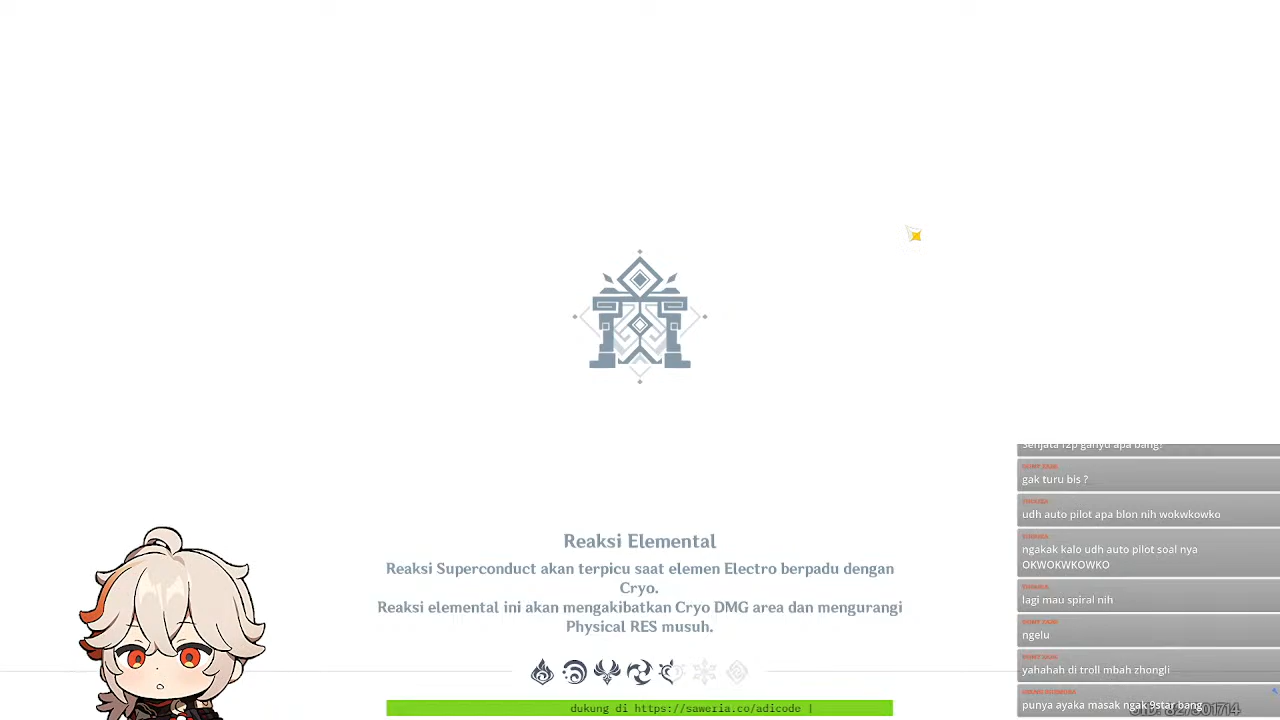 Reaksi Elemental
Reaksi Superconduct akan terpicu saat elemen Electro berpadu dengan
Cryo.
Reaksi elemental ini akan mengakibatkan Cryo DMG area dan mengurangi
Physical RES musuh.
dukung di https://saweria.co/adicode |
gak turu bis ?
udh auto pilot apa blon nih wokwkowko
ngakak kalo udh auto pilot soal nya
OKWOKWKOWKO
lagi mau spiral nih
ngelu
yahahah di troll mbah zhongli
punya ayaka masak ngak 9star bang